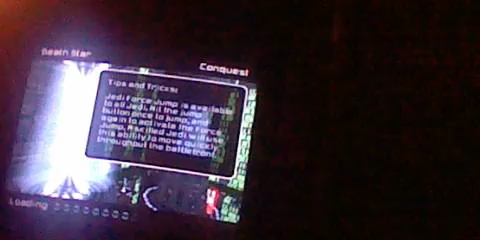 Death Star
Conquest
Tips and Tricks:
Jedi Force Jump is available
to all Jedi. Hit the jump
button once to jump, and
again to activate the Force
Jump. A skilled Jedi will use
this ability to move quickly
throughout the battlefront.
Loading